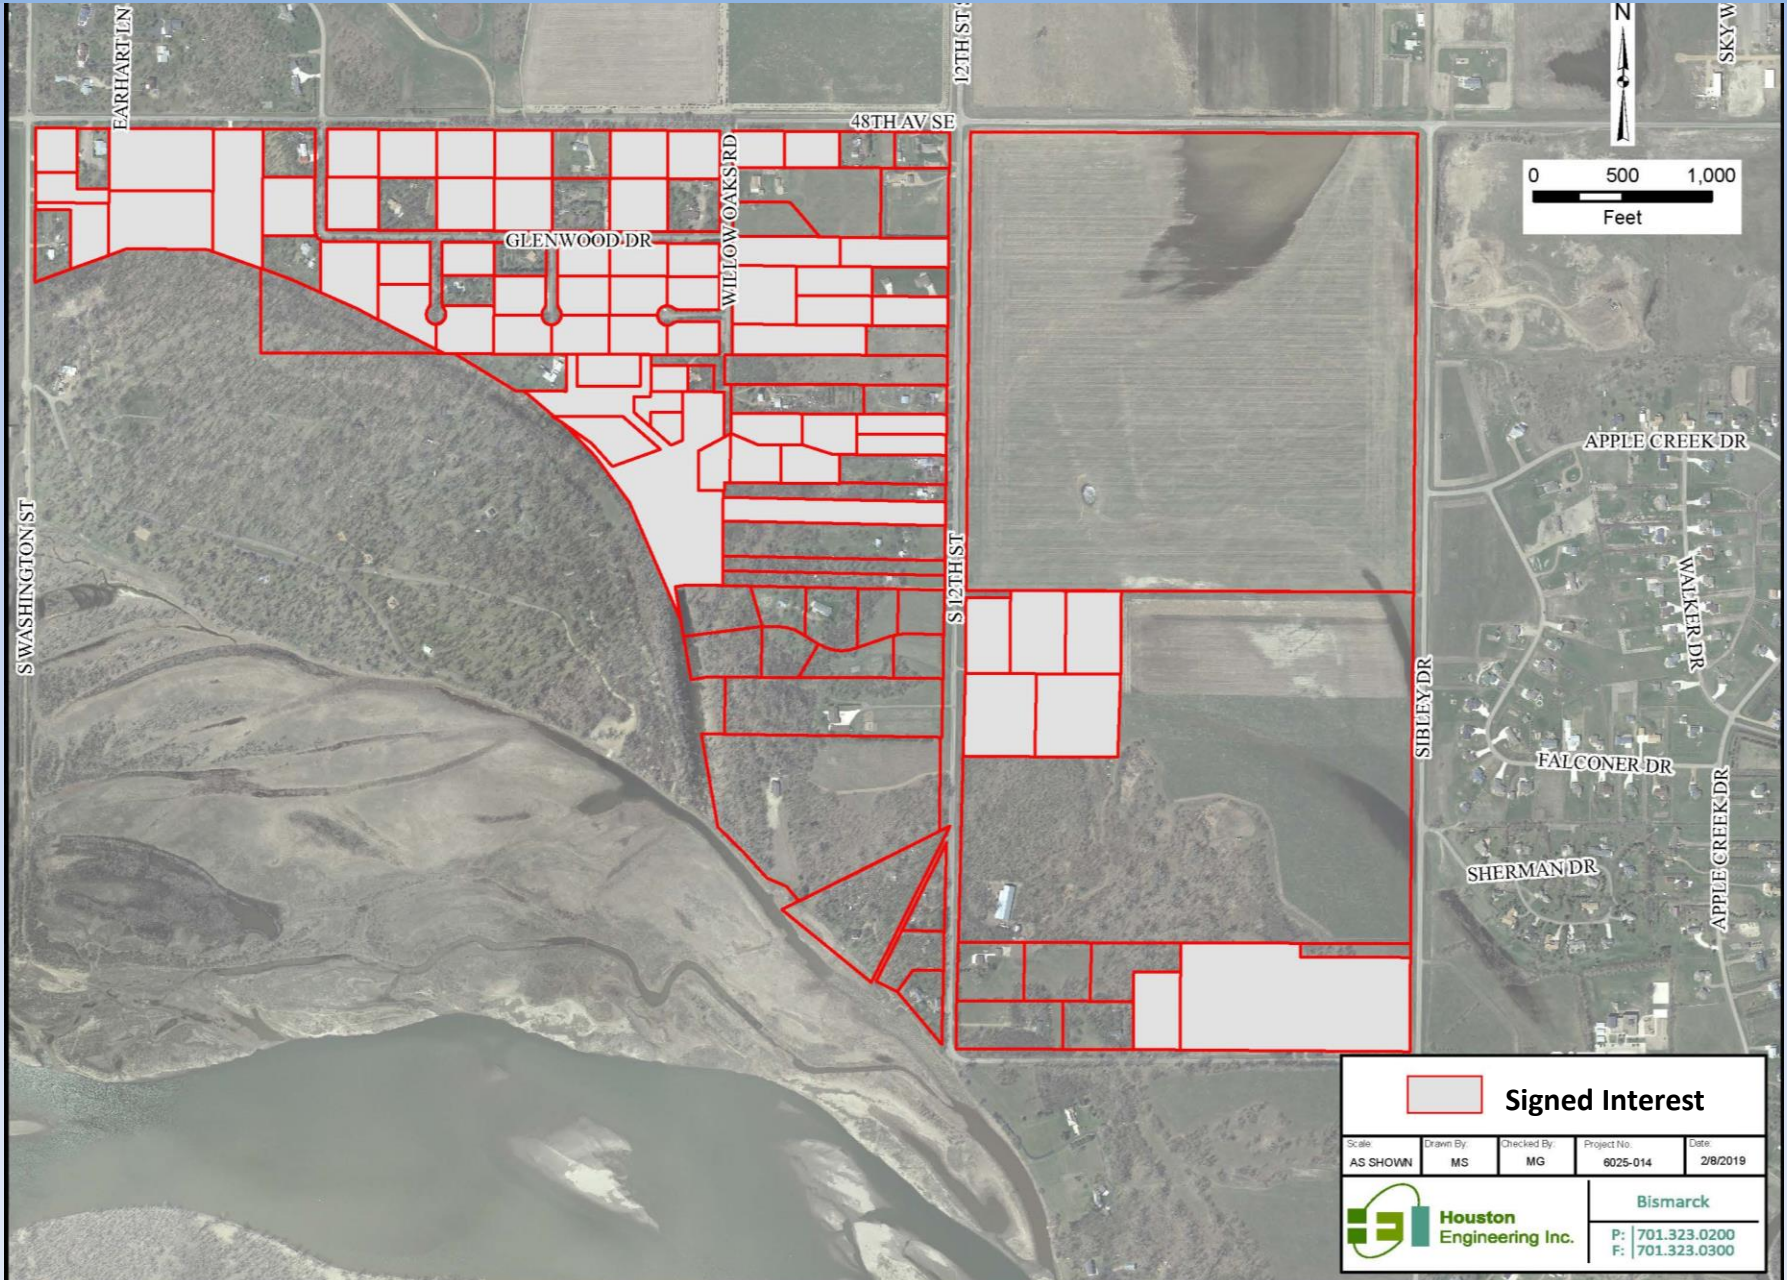 EARHART LN
12TH ST S
N
SKY W
48TH AV SE
0 500 1,000
Feet
WILLOW OAKS RD
GLENWOOD DR
APPLE CREEK DR
S WASHINGTON ST
S 12TH ST
WALKER DR
SIBLEY DR
FALCONER DR
APPLE CREEK DR
SHERMAN DR
Signed Interest
Scale: Drawn By: Checked By: Project No. Date:
AS SHOWN MS MG 6025-014 2/8/2019
Houston
Engineering Inc.
Bismarck
P: 701.323.0200
F: 701.323.0300